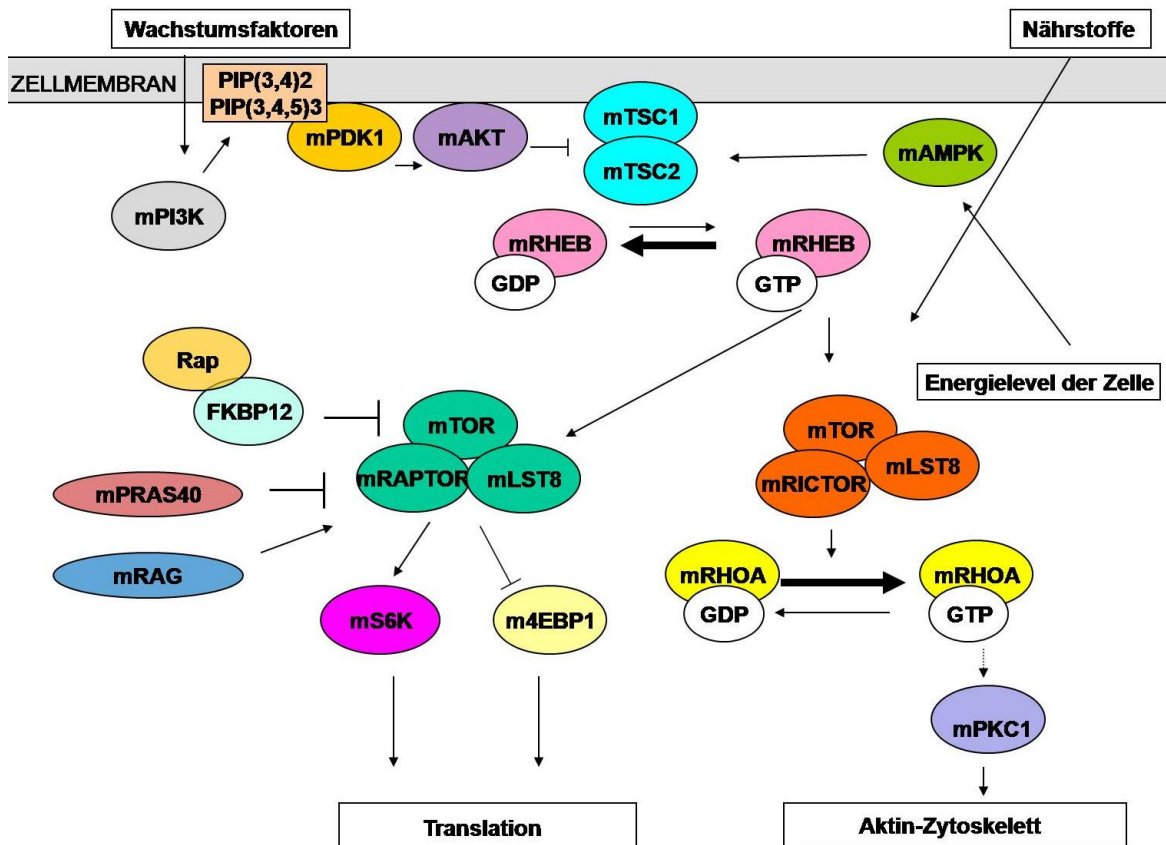 Wachstumsfaktoren
Nährstoffe
ZELLMEMBRAN
PIP(3,4)2
PIP(3,4,5)3
mPDK1
mAKT
mTSC1
mTSC2
mAMPK
mPI3K
mRHEB
GDP
mRHEB
GTP
Rap
FKBP12
Energielevel der Zelle
mTOR
mRAPTOR
mLST8
mTOR
mRICTOR
mLST8
mPRAS40
mRAG
mS6K
m4EBP1
mRHOA
GDP
mRHOA
GTP
mPKC1
Translation
Aktin-Zytoskelett